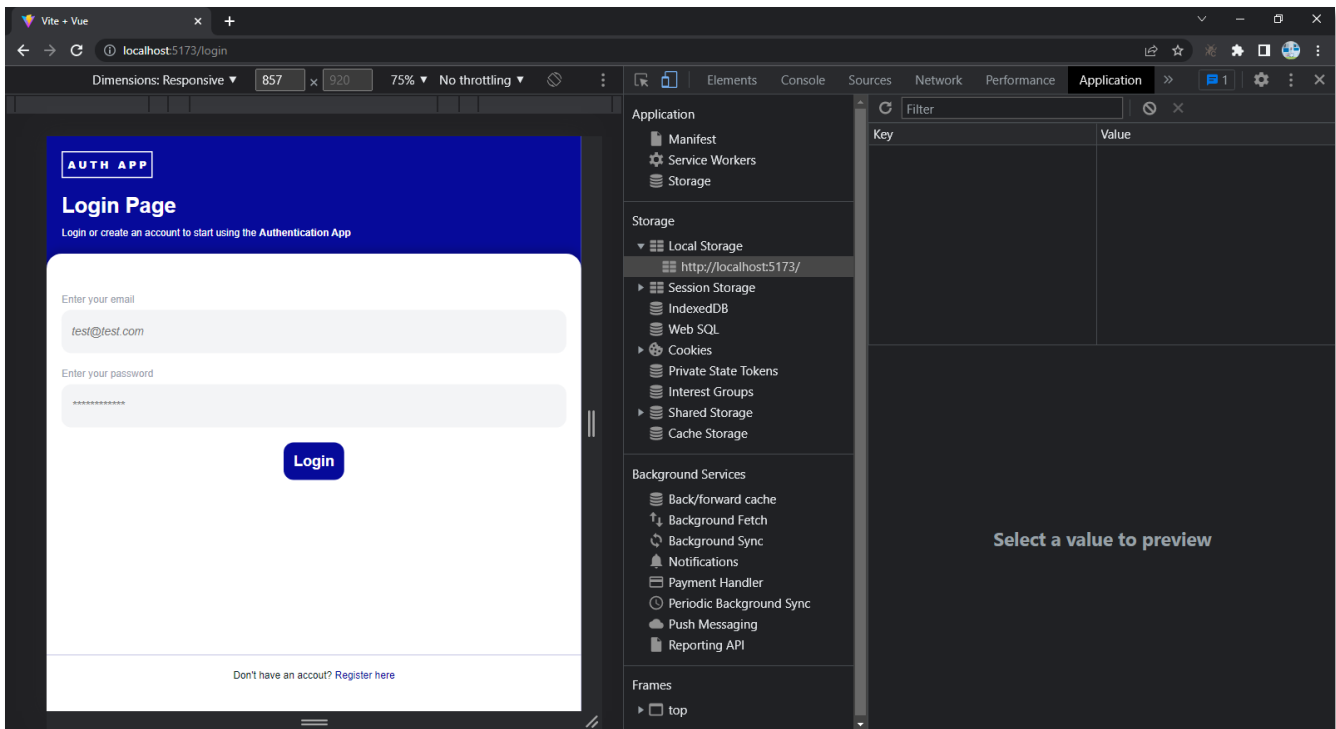 Vite + Vue
localhost:5173/login
Dimensions: Responsive ▼ 857 × 920 75% ▼ No throttling ▼
Elements Console Sources Network Performance Application » 1
AUTH APP
Login Page
Login or create an account to start using the Authentication App
Enter your email
test@test.com
Enter your password
************
Login
Don't have an accout? Register here
Application
Manifest
Service Workers
Storage
Storage
Local Storage
http://localhost:5173/
Session Storage
IndexedDB
Web SQL
Cookies
Private State Tokens
Interest Groups
Shared Storage
Cache Storage
Background Services
Back/forward cache
Background Fetch
Background Sync
Notifications
Payment Handler
Periodic Background Sync
Push Messaging
Reporting API
Frames
top
Filter
Key Value
Select a value to preview